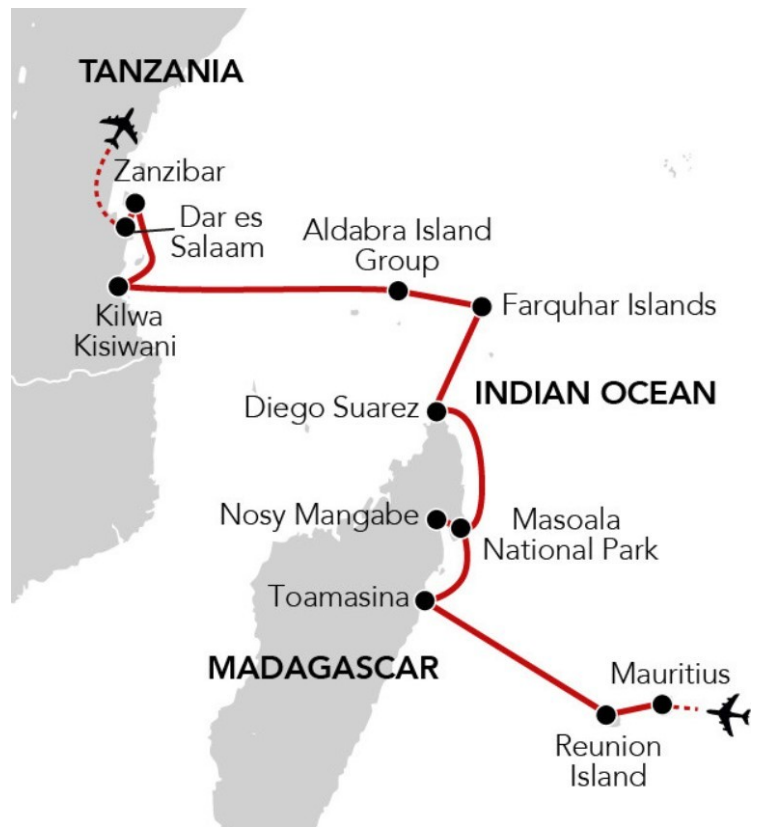 TANZANIA
Zanzibar
Dar es
Salaam
Aldabra Island
Group
Farquhar Islands
Kilwa
Kisiwani
INDIAN OCEAN
Diego Suarez
Nosy Mangabe
Masoala
National Park
Toamasina
MADAGASCAR
Mauritius
Reunion
Island